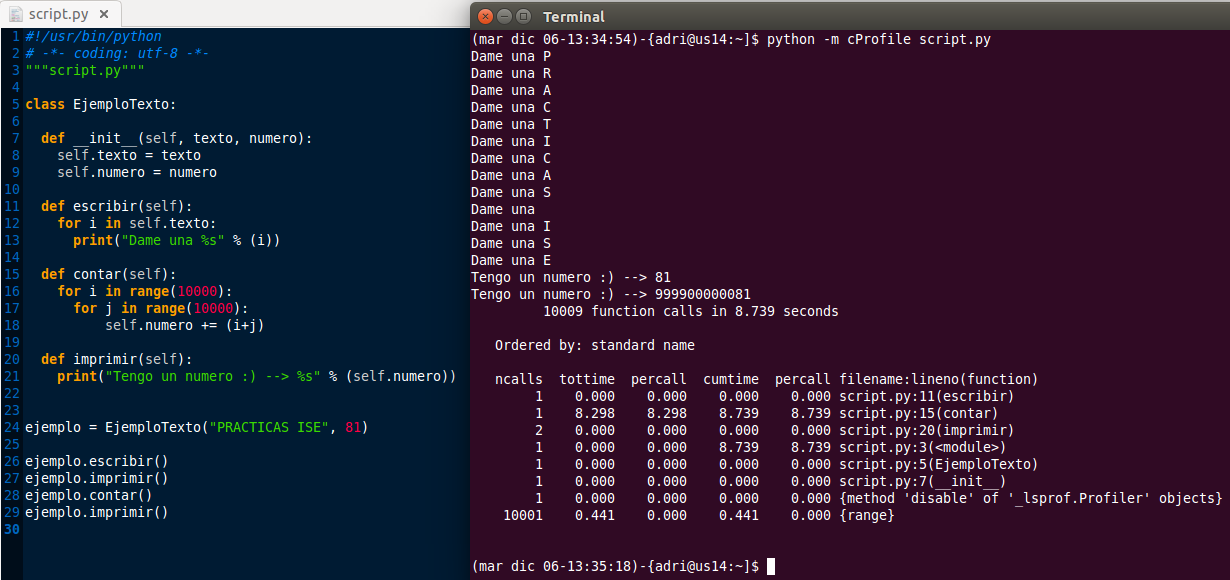 script.py ×
1 #!/usr/bin/python
2 # -*- coding: utf-8 -*-
3 """script.py"""
4
5 class EjemploTexto:
6
7   def __init__(self, texto, numero):
8     self.texto = texto
9     self.numero = numero
10
11   def escribir(self):
12     for i in self.texto:
13       print("Dame una %s" % (i))
14
15   def contar(self):
16     for i in range(10000):
17       for j in range(10000):
18           self.numero += (i+j)
19
20   def imprimir(self):
21     print("Tengo un numero :) --> %s" % (self.numero))
22
23
24 ejemplo = EjemploTexto("PRACTICAS ISE", 81)
25
26 ejemplo.escribir()
27 ejemplo.imprimir()
28 ejemplo.contar()
29 ejemplo.imprimir()
30
Terminal
(mar dic 06-13:34:54)-{adri@us14:~]$ python -m cProfile script.py
Dame una P
Dame una R
Dame una A
Dame una C
Dame una T
Dame una I
Dame una C
Dame una A
Dame una S
Dame una
Dame una I
Dame una S
Dame una E
Tengo un numero :) --> 81
Tengo un numero :) --> 999900000081
         10009 function calls in 8.739 seconds

   Ordered by: standard name

   ncalls  tottime  percall  cumtime  percall filename:lineno(function)
        1    0.000    0.000    0.000    0.000 script.py:11(escribir)
        1    8.298    8.298    8.739    8.739 script.py:15(contar)
        2    0.000    0.000    0.000    0.000 script.py:20(imprimir)
        1    0.000    0.000    8.739    8.739 script.py:3(<module>)
        1    0.000    0.000    0.000    0.000 script.py:5(EjemploTexto)
        1    0.000    0.000    0.000    0.000 script.py:7(__init__)
        1    0.000    0.000    0.000    0.000 {method 'disable' of '_lsprof.Profiler' objects}
    10001    0.441    0.000    0.441    0.000 {range}

(mar dic 06-13:35:18)-{adri@us14:~]$